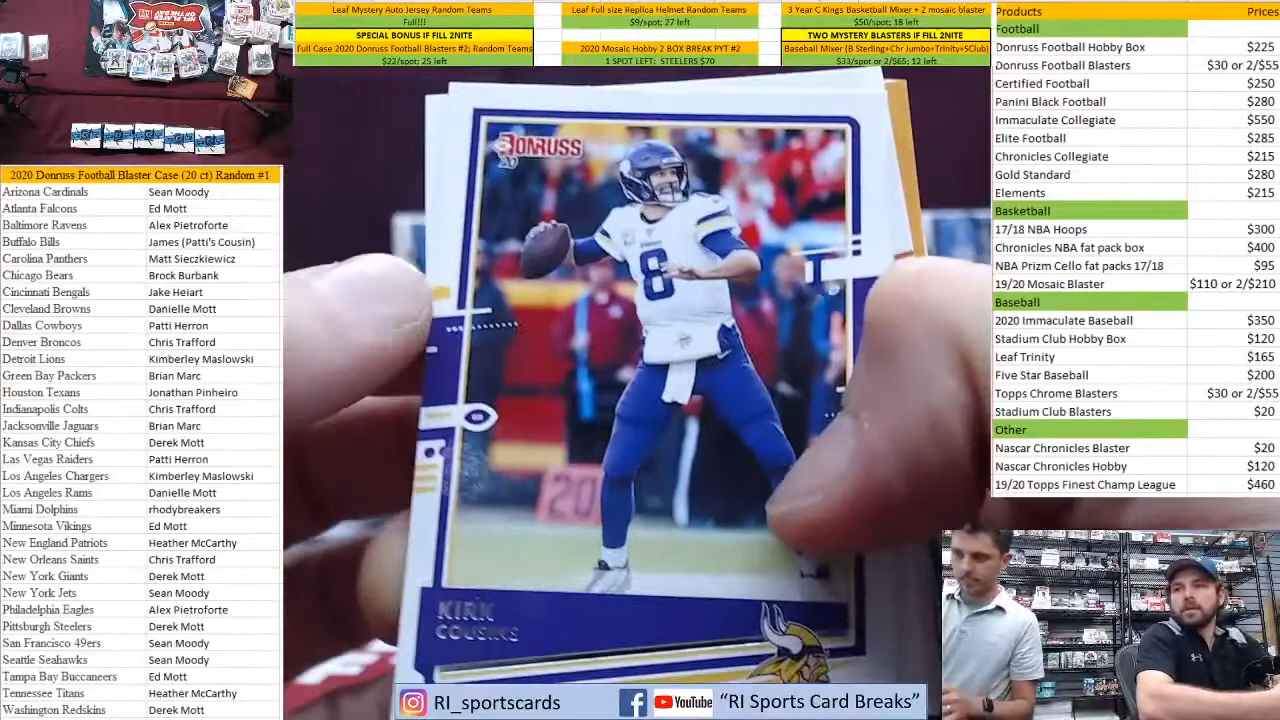 Leaf Mystery Auto Jersey Random Teams
Full!!!
SPECIAL BONUS IF FILL 2NITE
Full Case 2020 Donruss Football Blasters #2; Random Teams
$22/spot; 25 left
Leaf Full size Replica Helmet Random Teams
$9/spot; 27 left
2020 Mosaic Hobby 2 BOX BREAK PYT #2
1 SPOT LEFT: STEELERS $70
3 Year C Kings Basketball Mixer + 2 mosaic blaster
$50/spot; 18 left
TWO MYSTERY BLASTERS IF FILL 2NITE
Baseball Mixer (B Sterling+Chr Jumbo+Trinity+SClub)
$33/spot or 2/$65; 12 left
Products Prices
Football
Donruss Football Hobby Box $225
Donruss Football Blasters $30 or 2/$55
Certified Football $250
Panini Black Football $280
Immaculate Collegiate $550
Elite Football $285
Chronicles Collegiate $215
Gold Standard $280
Elements $215
Basketball
17/18 NBA Hoops $300
Chronicles NBA fat pack box $400
NBA Prizm Cello fat packs 17/18 $95
19/20 Mosaic Blaster $110 or 2/$210
Baseball
2020 Immaculate Baseball $350
Stadium Club Hobby Box $120
Leaf Trinity $165
Five Star Baseball $200
Topps Chrome Blasters $30 or 2/$55
Stadium Club Blasters $20
Other
Nascar Chronicles Blaster $20
Nascar Chronicles Hobby $120
19/20 Topps Finest Champ League $460
2020 Donruss Football Blaster Case (20 ct) Random #1
Arizona Cardinals Sean Moody
Atlanta Falcons Ed Mott
Baltimore Ravens Alex Pietroforte
Buffalo Bills James (Patti's Cousin)
Carolina Panthers Matt Sieczkiewicz
Chicago Bears Brock Burbank
Cincinnati Bengals Jake Heiart
Cleveland Browns Danielle Mott
Dallas Cowboys Patti Herron
Denver Broncos Chris Trafford
Detroit Lions Kimberley Maslowski
Green Bay Packers Brian Marc
Houston Texans Jonathan Pinheiro
Indianapolis Colts Chris Trafford
Jacksonville Jaguars Brian Marc
Kansas City Chiefs Derek Mott
Las Vegas Raiders Patti Herron
Los Angeles Chargers Kimberley Maslowski
Los Angeles Rams Danielle Mott
Miami Dolphins rhodybreakers
Minnesota Vikings Ed Mott
New England Patriots Heather McCarthy
New Orleans Saints Chris Trafford
New York Giants Derek Mott
New York Jets Sean Moody
Philadelphia Eagles Alex Pietroforte
Pittsburgh Steelers Derek Mott
San Francisco 49ers Sean Moody
Seattle Seahawks Sean Moody
Tampa Bay Buccaneers Ed Mott
Tennessee Titans Heather McCarthy
Washington Redskins Derek Mott
DONRUSS
20
8
20
KIRK
COUSINS
RI_sportscards
YouTube "RI Sports Card Breaks"